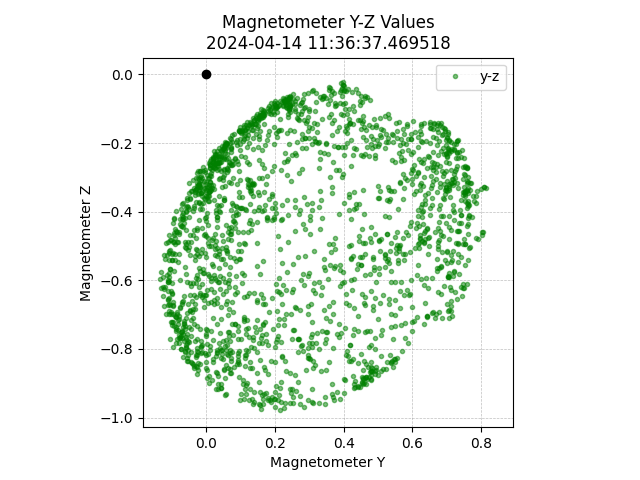 Magnetometer Y-Z Values
2024-04-14 11:36:37.469518
y-z
0.0
−0.2
−0.4
−0.6
−0.8
−1.0
Magnetometer Z
0.0 0.2 0.4 0.6 0.8
Magnetometer Y